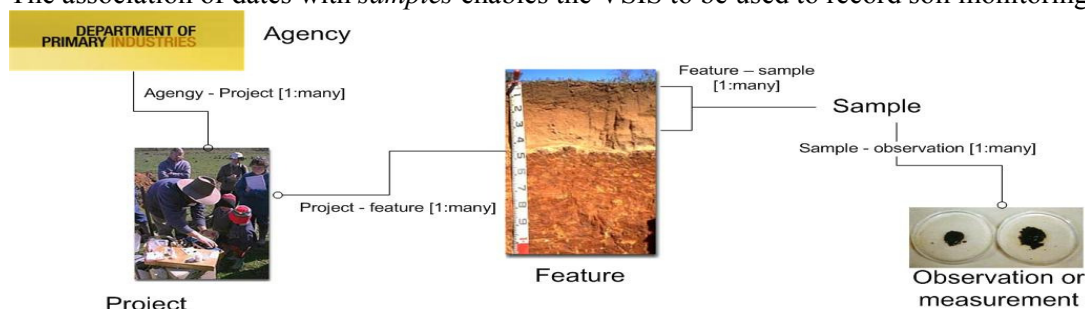 The association of dates with samples enables the VSIS to be used to record soil monitoring
DEPARTMENT OF
PRIMARY INDUSTRIES
Agency
Agengy - Project [1:many]
Feature – sample
[1:many]
Sample
Sample - observation [1:many]
Project - feature [1:many]
Feature
Observation or
measurement
Project